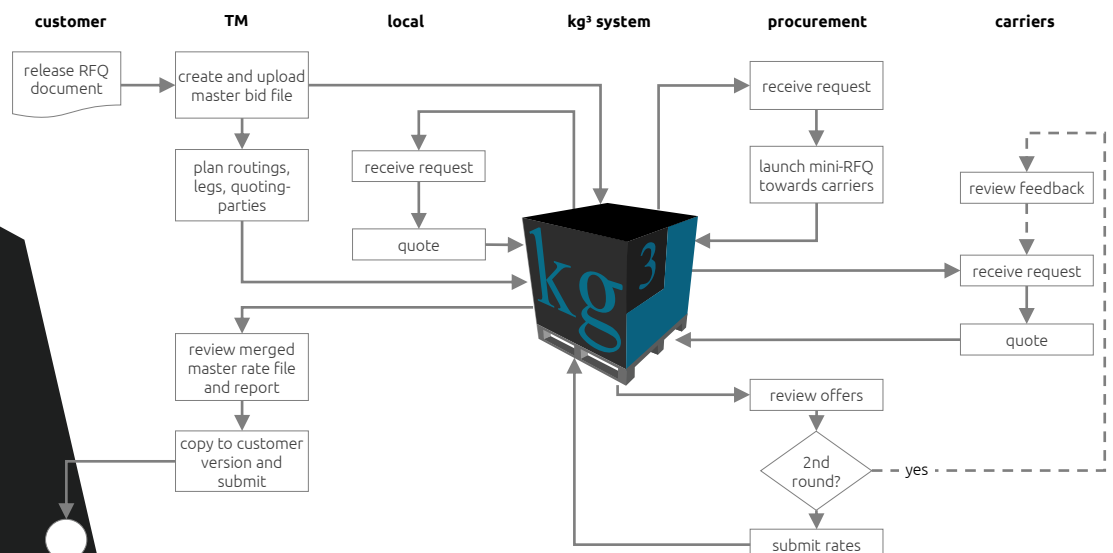 customer
TM
local
kg³ system
procurement
carriers
release RFQ
document
create and upload
master bid file
plan routings,
legs, quoting-
parties
receive request
quote
receive request
launch mini-RFQ
towards carriers
review feedback
receive request
quote
kg
3
review merged
master rate file
and report
copy to customer
version and
submit
review offers
2nd
round?
yes
submit rates